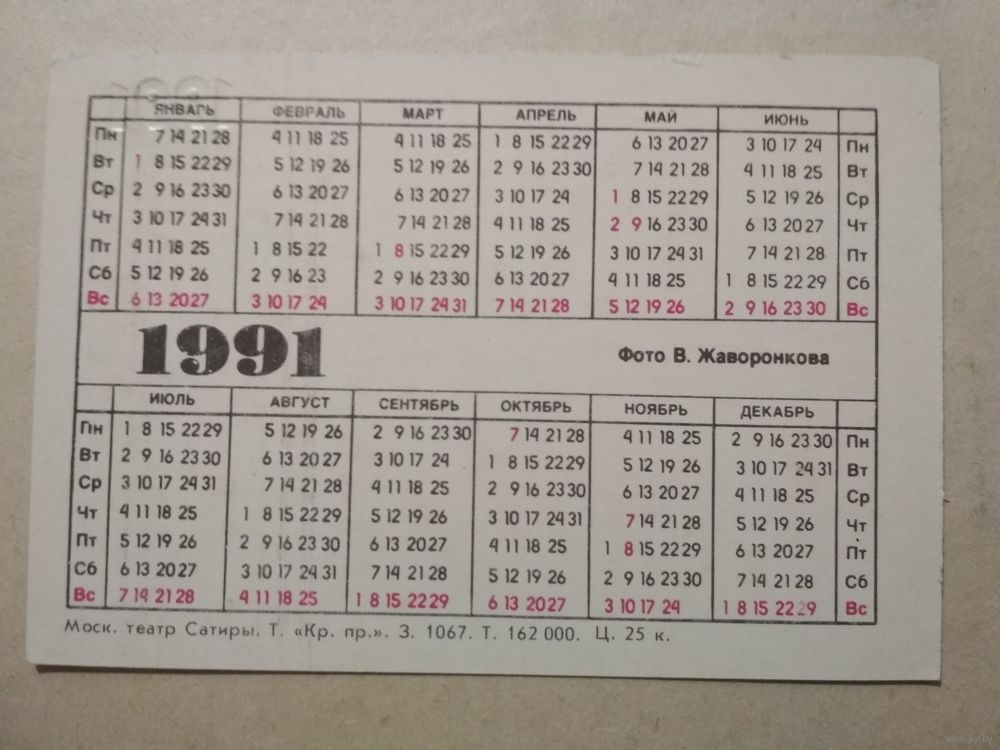 1991
ЯНВАРЬ ФЕВРАЛЬ МАРТ АПРЕЛЬ МАЙ ИЮНЬ
Пн 7 14 21 28 4 11 18 25 4 11 18 25 1 8 15 22 29 6 13 20 27 3 10 17 24 Пн
Вт 1 8 15 22 29 5 12 19 26 5 12 19 26 2 9 16 23 30 7 14 21 28 4 11 18 25 Вт
Ср 2 9 16 23 30 6 13 20 27 6 13 20 27 3 10 17 24 1 8 15 22 29 5 12 19 26 Ср
Чт 3 10 17 24 31 7 14 21 28 7 14 21 28 4 11 18 25 2 9 16 23 30 6 13 20 27 Чт
Пт 4 11 18 25 1 8 15 22 1 8 15 22 29 5 12 19 26 3 10 17 24 31 7 14 21 28 Пт
Сб 5 12 19 26 2 9 16 23 2 9 16 23 30 6 13 20 27 4 11 18 25 1 8 15 22 29 Сб
Вс 6 13 20 27 3 10 17 24 3 10 17 24 31 7 14 21 28 5 12 19 26 2 9 16 23 30 Вс
1991 Фото В. Жаворонкова
ИЮЛЬ АВГУСТ СЕНТЯБРЬ ОКТЯБРЬ НОЯБРЬ ДЕКАБРЬ
Пн 1 8 15 22 29 5 12 19 26 2 9 16 23 30 7 14 21 28 4 11 18 25 2 9 16 23 30 Пн
Вт 2 9 16 23 30 6 13 20 27 3 10 17 24 1 8 15 22 29 5 12 19 26 3 10 17 24 31 Вт
Ср 3 10 17 24 31 7 14 21 28 4 11 18 25 2 9 16 23 30 6 13 20 27 4 11 18 25 Ср
Чт 4 11 18 25 1 8 15 22 29 5 12 19 26 3 10 17 24 31 7 14 21 28 5 12 19 26 Чт
Пт 5 12 19 26 2 9 16 23 30 6 13 20 27 4 11 18 25 1 8 15 22 29 6 13 20 27 Пт
Сб 6 13 20 27 3 10 17 24 31 7 14 21 28 5 12 19 26 2 9 16 23 30 7 14 21 28 Сб
Вс 7 14 21 28 4 11 18 25 1 8 15 22 29 6 13 20 27 3 10 17 24 1 8 15 22 29 Вс
Моск. театр Сатиры. Т. «Кр. пр.». З. 1067. Т. 162 000. Ц. 25 к.
www.ay.by